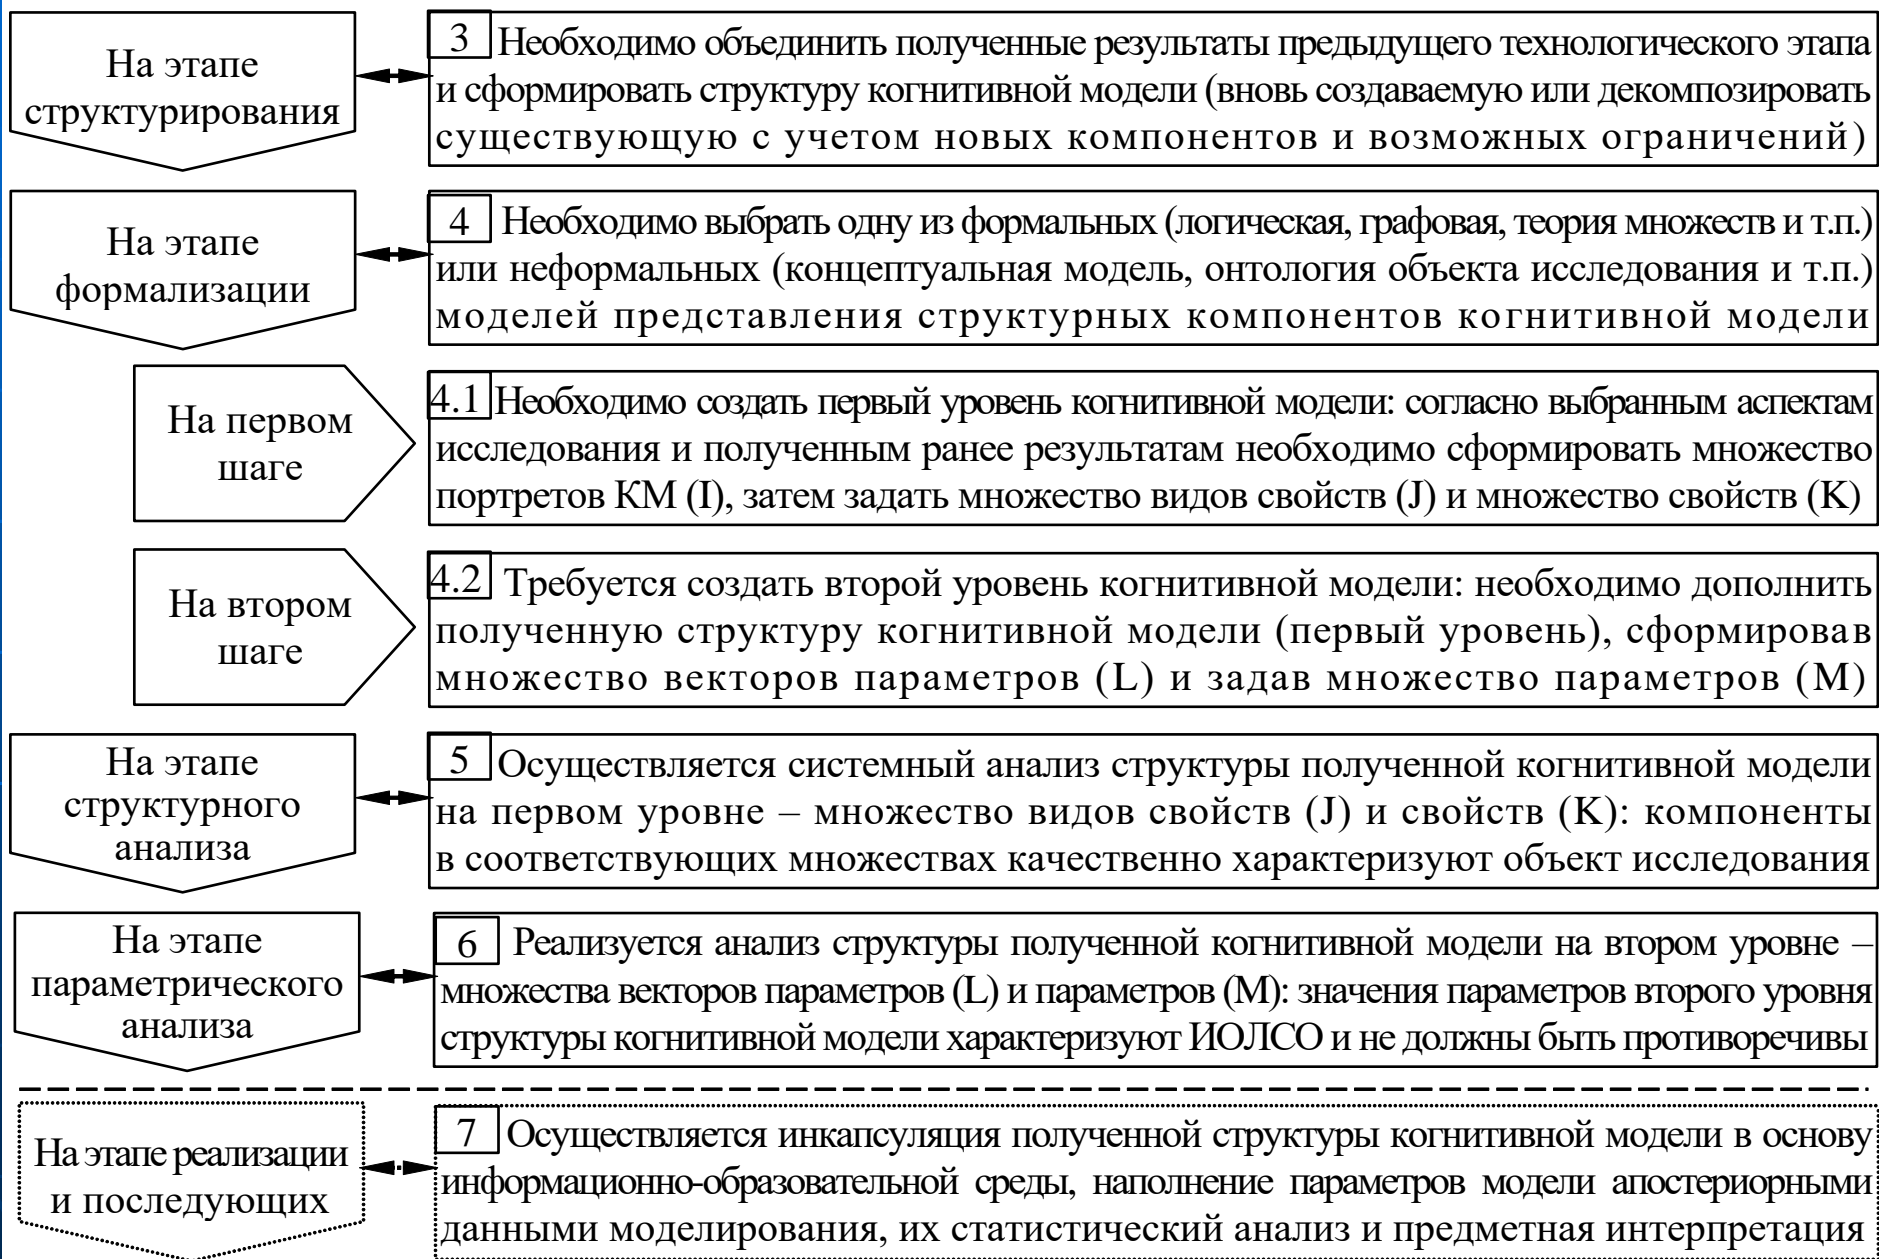 На этапе
структурирования
3 Необходимо объединить полученные результаты предыдущего технологического этапа
и сформировать структуру когнитивной модели (вновь создаваемую или декомпозировать
существующую с учетом новых компонентов и возможных ограничений)
На этапе
формализации
4 Необходимо выбрать одну из формальных (логическая, графовая, теория множеств и т.п.)
или неформальных (концептуальная модель, онтология объекта исследования и т.п.)
моделей представления структурных компонентов когнитивной модели
На первом
шаге
4.1 Необходимо создать первый уровень когнитивной модели: согласно выбранным аспектам
исследования и полученным ранее результатам необходимо сформировать множество
портретов КМ (I), затем задать множество видов свойств (J) и множество свойств (K)
На втором
шаге
4.2 Требуется создать второй уровень когнитивной модели: необходимо дополнить
полученную структуру когнитивной модели (первый уровень), сформировав
множество векторов параметров (L) и задав множество параметров (M)
На этапе
структурного
анализа
5 Осуществляется системный анализ структуры полученной когнитивной модели
на первом уровне – множество видов свойств (J) и свойств (K): компоненты
в соответствующих множествах качественно характеризуют объект исследования
На этапе
параметрического
анализа
6 Реализуется анализ структуры полученной когнитивной модели на втором уровне –
множества векторов параметров (L) и параметров (M): значения параметров второго уровня
структуры когнитивной модели характеризуют ИОЛСО и не должны быть противоречивы
На этапе реализации
и последующих
7 Осуществляется инкапсуляция полученной структуры когнитивной модели в основу
информационно-образовательной среды, наполнение параметров модели апостериорными
данными моделирования, их статистический анализ и предметная интерпретация